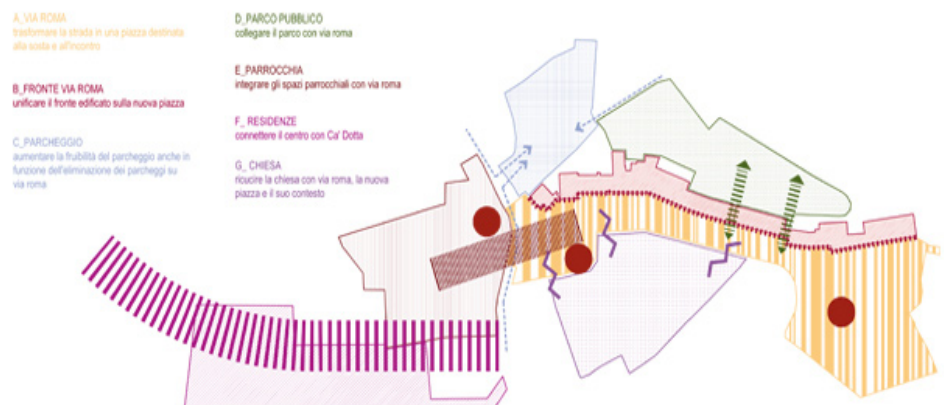 A_VIA ROMA
trasformare la strada in una piazza destinata
alla sosta e all'incontro
B_FRONTE VIA ROMA
unificare il fronte edificato sulla nuova piazza
C_PARCHEGGIO
aumentare la fruibilità del parcheggio anche in
funzione dell'eliminazione dei parcheggi su
via roma
D_PARCO PUBBLICO
collegare il parco con via roma
E_PARROCCHIA
integrare gli spazi parrocchiali con via roma
F_ RESIDENZE
connettere il centro con Ca' Dotta
G_ CHIESA
ricucire la chiesa con via roma, la nuova
piazza e il suo contesto